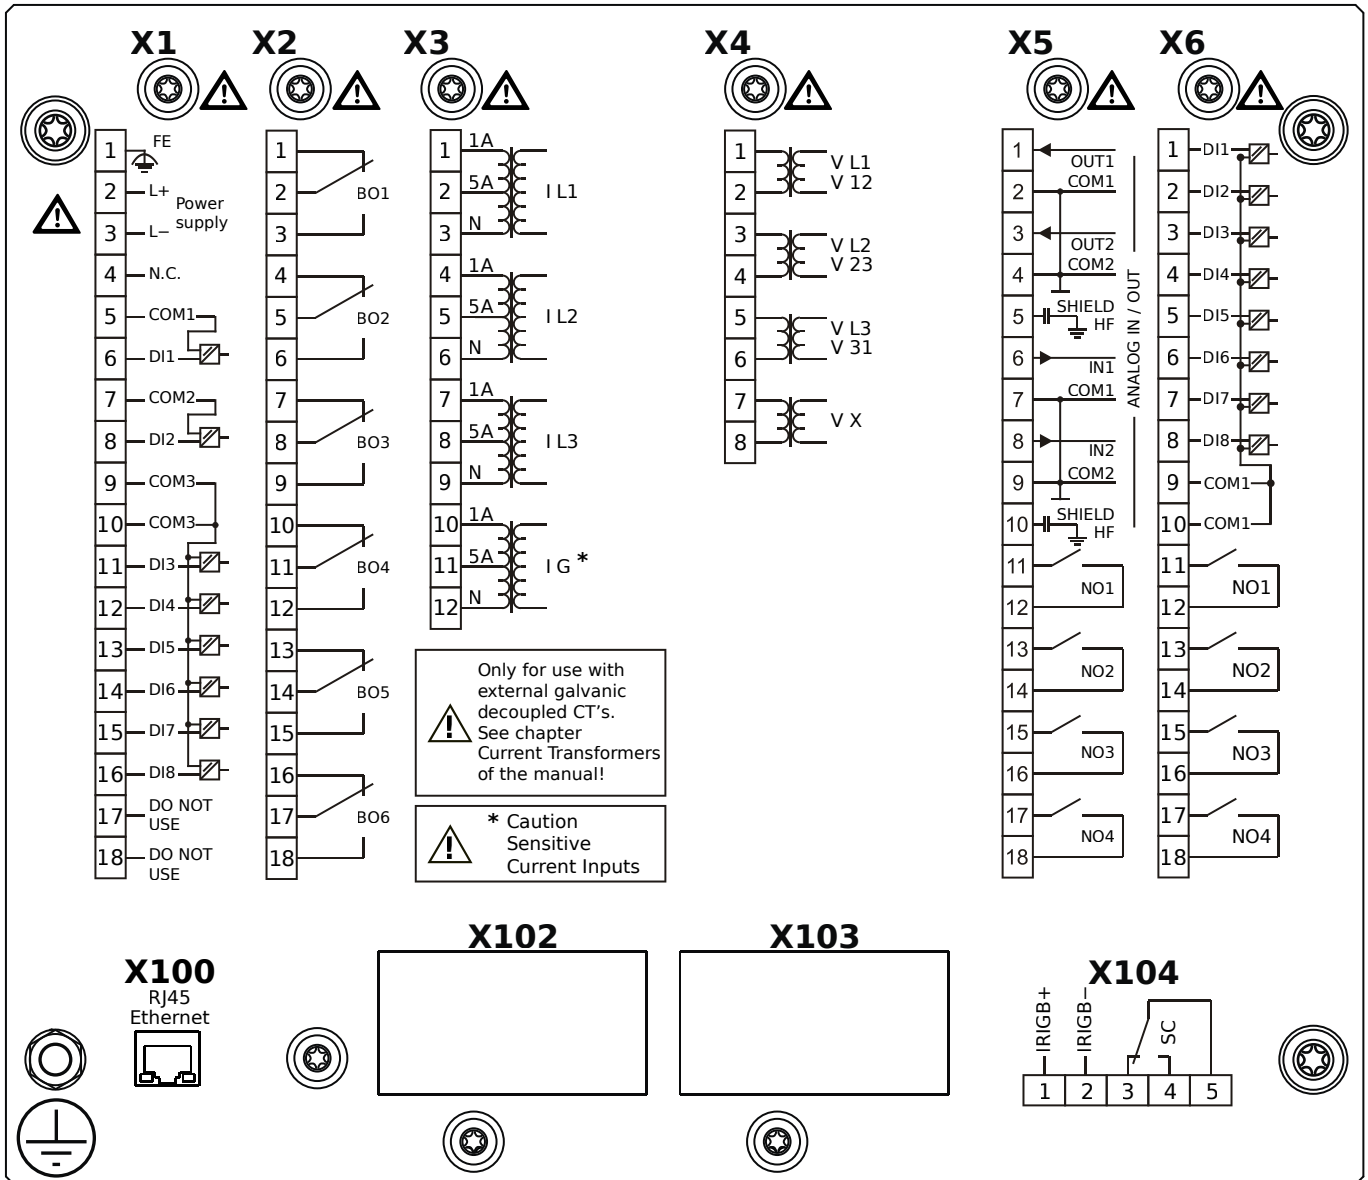 X1
X2
X3
X4
X5
X6
1 FE
2 L+
Power
supply
3 L−
4 N.C.
5 COM1
6 DI1
7 COM2
8 DI2
9 COM3
10 COM3
11 DI3
12 DI4
13 DI5
14 DI6
15 DI7
16 DI8
17 DO NOT
USE
18 DO NOT
USE
1
2 BO1
3
4
5 BO2
6
7
8 BO3
9
10
11 BO4
12
13
14 BO5
15
16
17 BO6
18
1 1A
2 5A I L1
3 N
4 1A
5 5A I L2
6 N
7 1A
8 5A I L3
9 N
10 1A
11 5A I G *
12 N
Only for use with
external galvanic
decoupled CT's.
See chapter
Current Transformers
of the manual!
* Caution
Sensitive
Current Inputs
1 V L1
2 V 12
3 V L2
4 V 23
5 V L3
6 V 31
7 V X
8
1 OUT1
2 COM1
3 OUT2
4 COM2
5 SHIELD
HF
6 IN1
7 COM1
8 IN2
9 COM2
10 SHIELD
HF
ANALOG IN / OUT
11 NO1
12
13 NO2
14
15 NO3
16
17 NO4
18
1 DI1
2 DI2
3 DI3
4 DI4
5 DI5
6 DI6
7 DI7
8 DI8
9 COM1
10 COM1
11 NO1
12
13 NO2
14
15 NO3
16
17 NO4
18
X100
RJ45
Ethernet
X102
X103
X104
IRIGB+
IRIGB−
SC
1 2 3 4 5